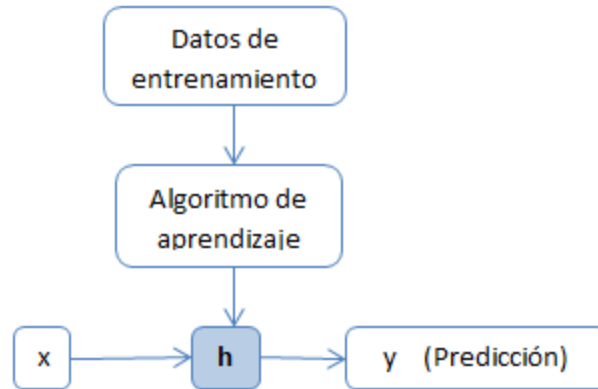 Datos de
entrenamiento
Algoritmo de
aprendizaje
x
h
y (Predicción)